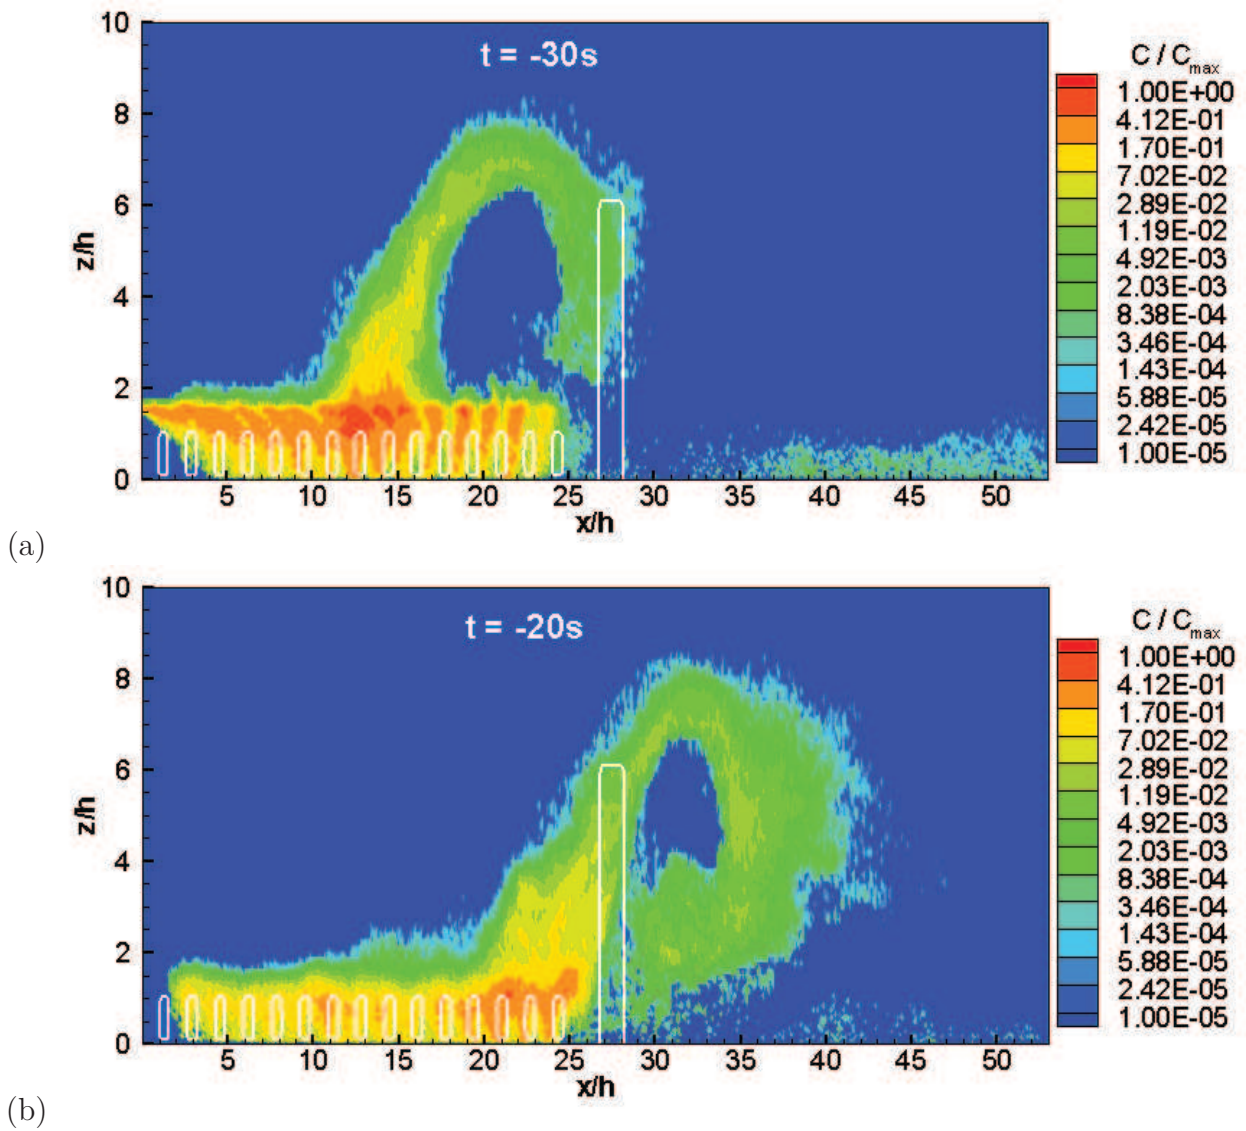 t = -30s
C / Cmax
1.00E+00
4.12E-01
1.70E-01
7.02E-02
2.89E-02
1.19E-02
4.92E-03
2.03E-03
8.38E-04
3.46E-04
1.43E-04
5.88E-05
2.42E-05
1.00E-05
10
8
6
4
2
0
z/h
5 10 15 20 25 30 35 40 45 50
x/h
(a)
t = -20s
C / Cmax
1.00E+00
4.12E-01
1.70E-01
7.02E-02
2.89E-02
1.19E-02
4.92E-03
2.03E-03
8.38E-04
3.46E-04
1.43E-04
5.88E-05
2.42E-05
1.00E-05
10
8
6
4
2
0
z/h
5 10 15 20 25 30 35 40 45 50
x/h
(b)